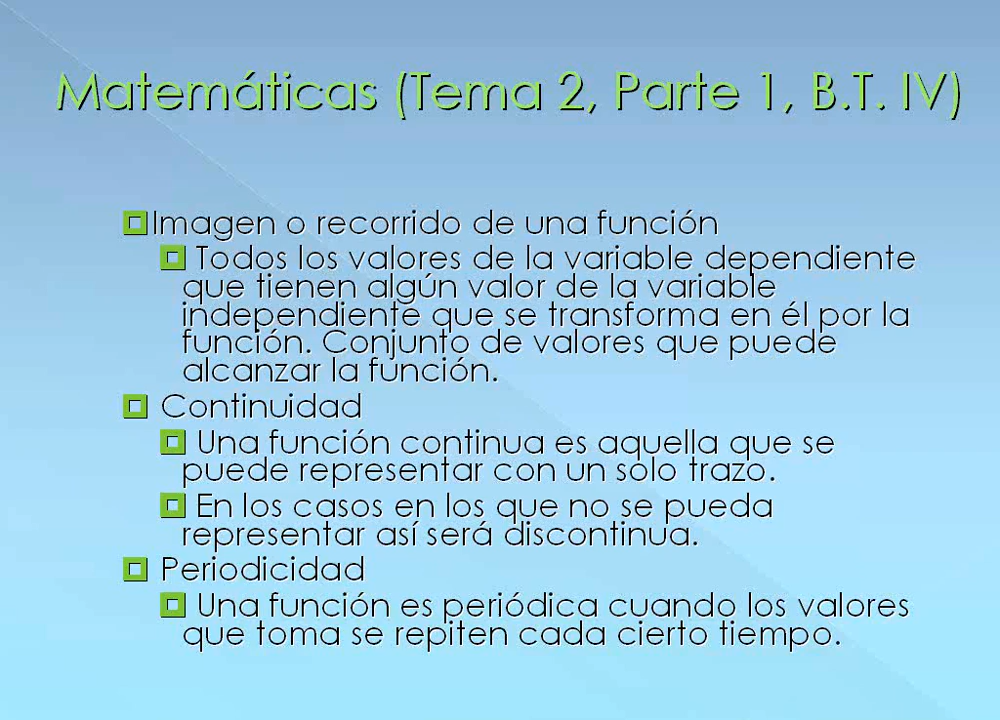 Matemáticas (Tema 2, Parte 1, B.T. IV)
Imagen o recorrido de una función
Todos los valores de la variable dependiente
que tienen algún valor de la variable
independiente que se transforma en él por la
función. Conjunto de valores que puede
alcanzar la función.
Continuidad
Una función continua es aquella que se
puede representar con un solo trazo.
En los casos en los que no se pueda
representar así será discontinua.
Periodicidad
Una función es periódica cuando los valores
que toma se repiten cada cierto tiempo.